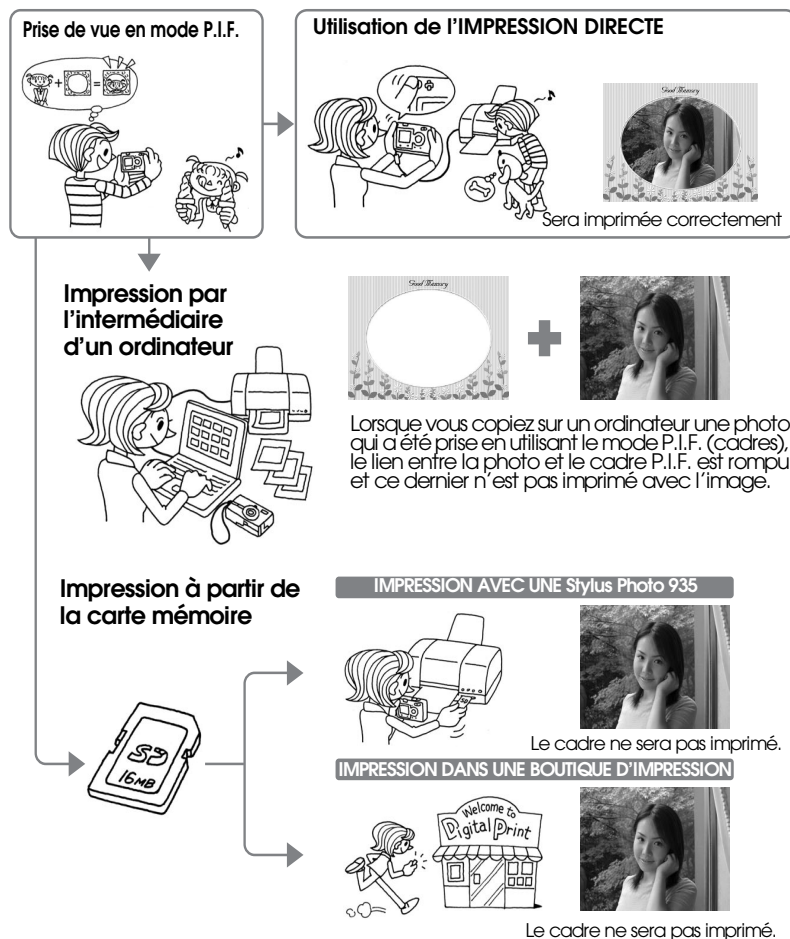 Prise de vue en mode P.I.F.
Utilisation de l'IMPRESSION DIRECTE
Good Memory
Sera imprimée correctement
Impression par
l'intermédiaire
d'un ordinateur
Good Memory
Lorsque vous copiez sur un ordinateur une photo
qui a été prise en utilisant le mode P.I.F. (cadres),
le lien entre la photo et le cadre P.I.F. est rompu
et ce dernier n'est pas imprimé avec l'image.
Impression à partir de
la carte mémoire
IMPRESSION AVEC UNE Stylus Photo 935
SD
16MB
Le cadre ne sera pas imprimé.
IMPRESSION DANS UNE BOUTIQUE D'IMPRESSION
Welcome to
Digital Print
Le cadre ne sera pas imprimé.